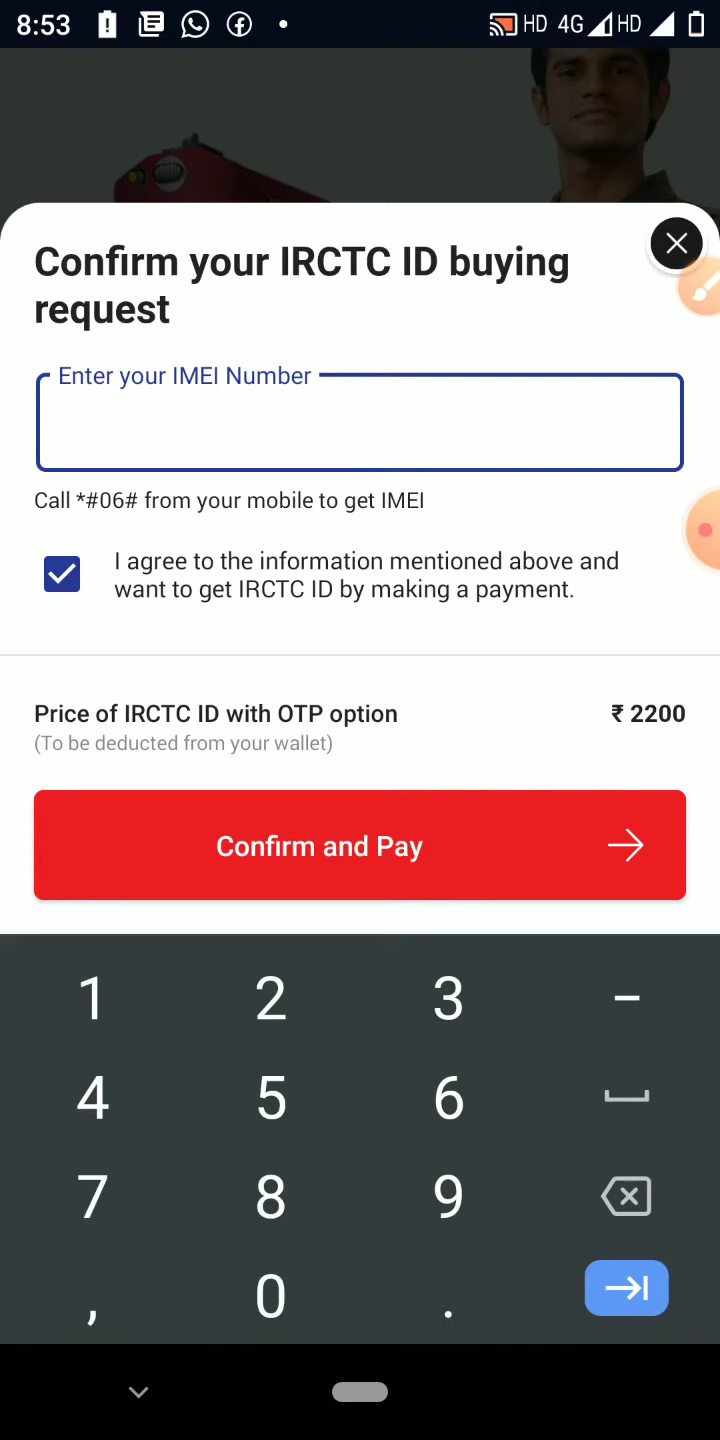 8:53 HD 4G HD
Confirm your IRCTC ID buying
request
Enter your IMEI Number
Call *#06# from your mobile to get IMEI
I agree to the information mentioned above and
want to get IRCTC ID by making a payment.
Price of IRCTC ID with OTP option ₹ 2200
(To be deducted from your wallet)
Confirm and Pay
1 2 3 –
4 5 6
7 8 9
, 0 .